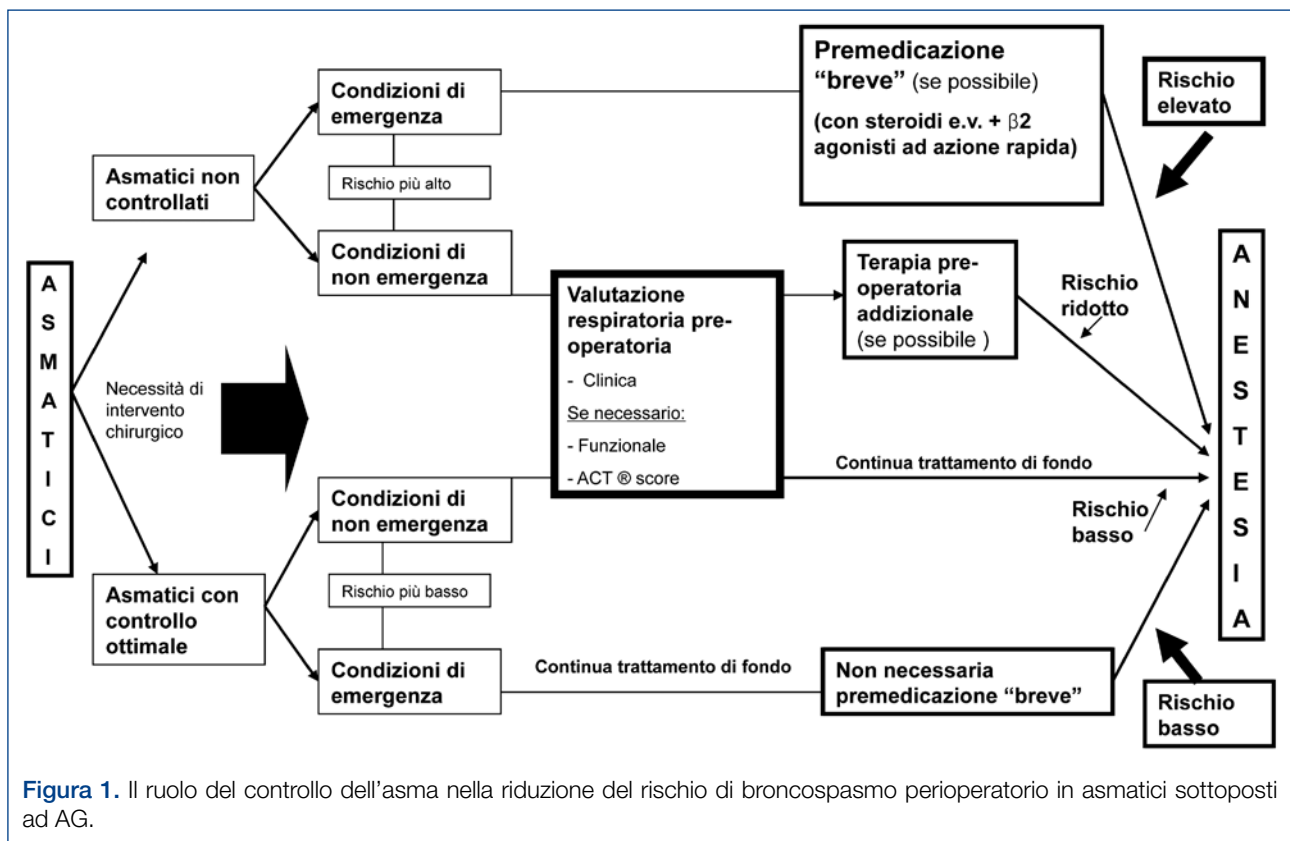 Premedicazione
“breve” (se possibile)
(con steroidi e.v. + β2
agonisti ad azione rapida)
Rischio
elevato
Condizioni di
emergenza
Asmatici non
controllati
Rischio più alto
Condizioni di
non emergenza
ASMATICI
Necessità di
intervento
chirurgico
Valutazione
respiratoria pre-
operatoria
- Clinica
Se necessario:
- Funzionale
- ACT ® score
Terapia pre-
operatoria
addizionale
(se possibile )
Rischio
ridotto
ANESTESIA
Continua trattamento di fondo
Rischio
basso
Condizioni di
non emergenza
Asmatici con
controllo
ottimale
Rischio più basso
Condizioni di
emergenza
Continua trattamento di fondo
Non necessaria
premedicazione “breve”
Rischio
basso
Figura 1. Il ruolo del controllo dell’asma nella riduzione del rischio di broncospasmo perioperatorio in asmatici sottoposti
ad AG.